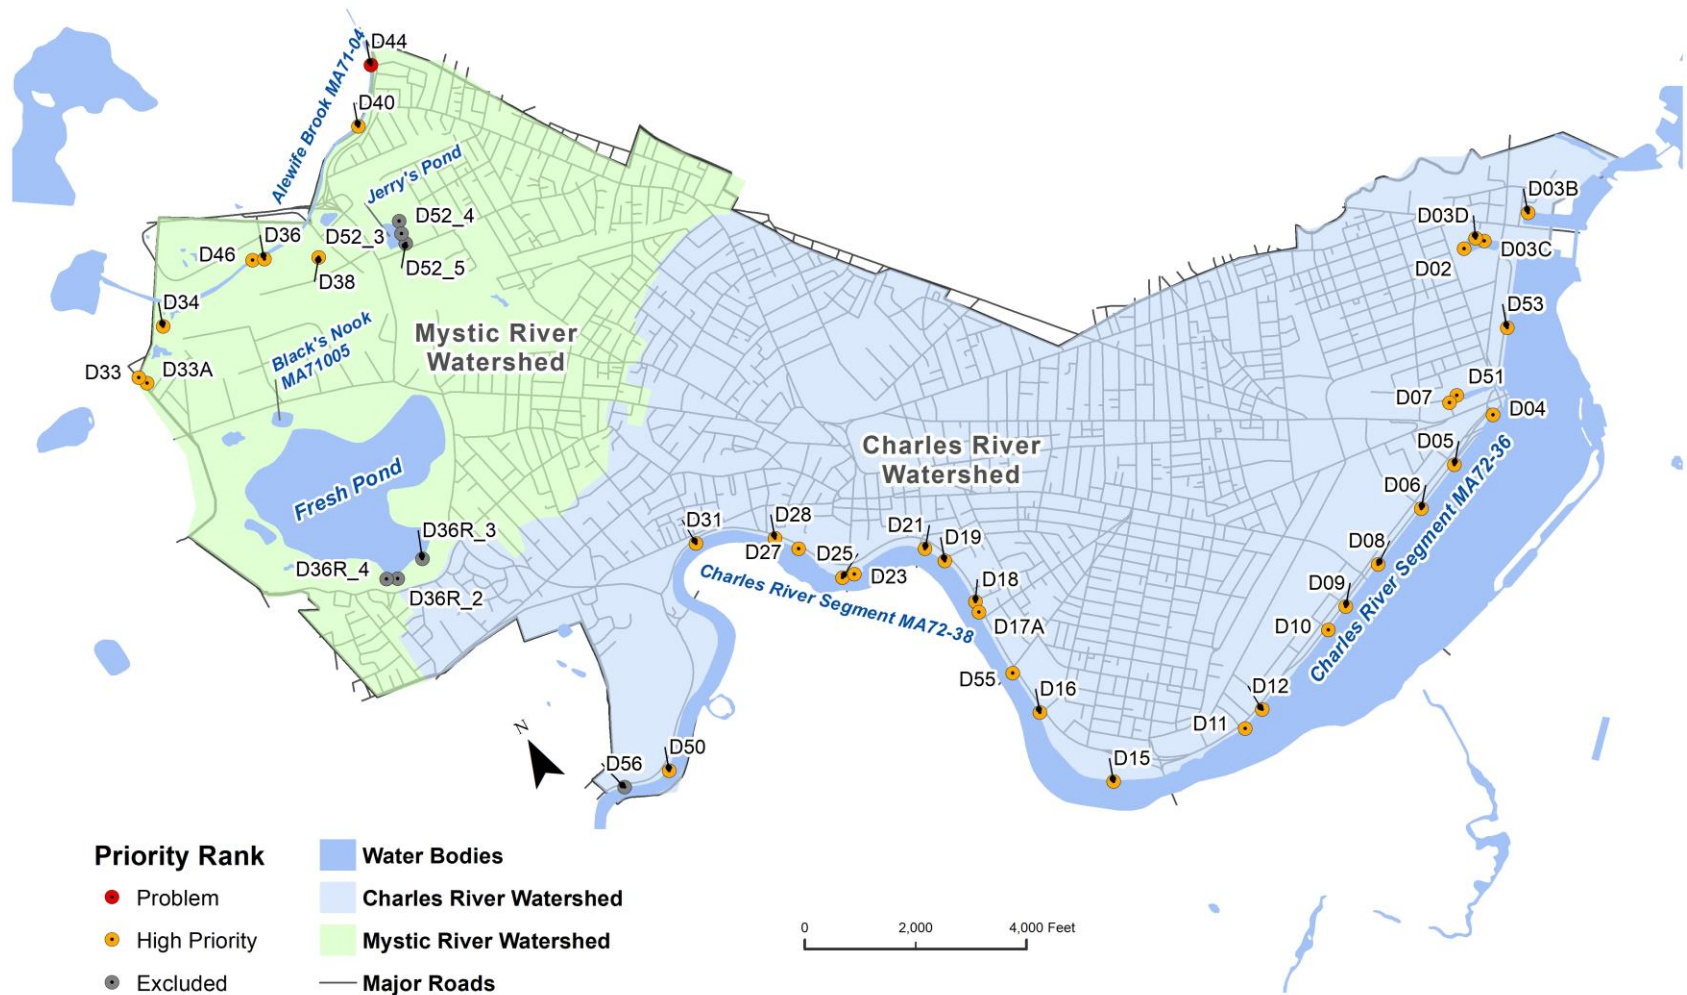 D44
Alewife Brook MA71-04
D40
Jerry's Pond
D52_4
D36
D52_3
D46
D52_5
D38
D34
Black's Nook
MA71005
Mystic River
Watershed
D33
D33A
Fresh Pond
D36R_3
D36R_4
D36R_2
D03B
D03D
D03C
D02
D53
D51
D07
D04
D05
D06
D08
D09
D10
Charles River Segment MA72-36
D12
D11
D15
Charles River
Watershed
D31
D28
D27
D25
D23
D21
D19
D18
D17A
Charles River Segment MA72-38
D55
D16
D50
D56
N
Priority Rank
Problem
High Priority
Excluded
Water Bodies
Charles River Watershed
Mystic River Watershed
Major Roads
0 2,000 4,000 Feet